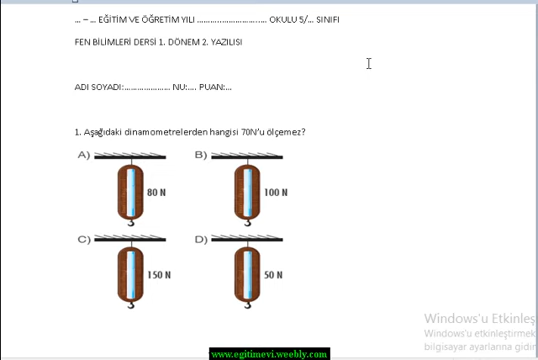 … – … EĞİTİM VE ÖĞRETİM YILI ………..…………..…. OKULU 5/… SINIFI
FEN BİLİMLERİ DERSİ 1. DÖNEM 2. YAZILISI
ADI SOYADI:………………… NU:…. PUAN:…
1. Aşağıdaki dinamometrelerden hangisi 70N’u ölçemez?
A) 80 N B) 100 N
C) 150 N D) 50 N
Windows'u Etkinleş
Windows'u etkinleştirmek
bilgisayar ayarlarına gidin
www.egitimevi.weebly.com